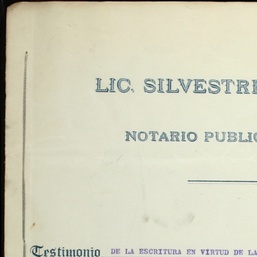 LIC. SILVESTRE
NOTARIO PUBLIC
Testimonio DE LA ESCRITURA EN VIRTUD DE LA